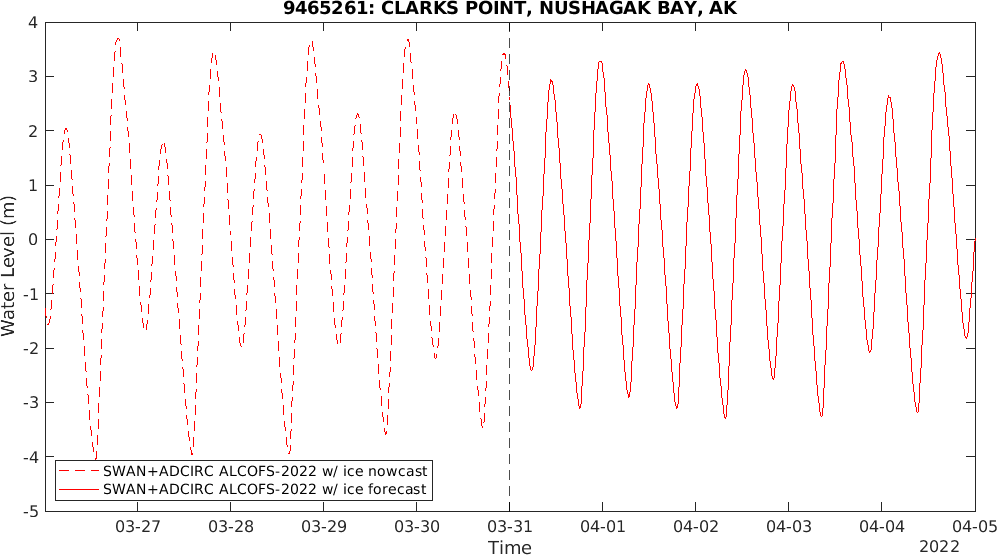 9465261: CLARKS POINT, NUSHAGAK BAY, AK
4
3
2
1
0
-1
-2
-3
-4
-5
Water Level (m)
SWAN+ADCIRC ALCOFS-2022 w/ ice nowcast
SWAN+ADCIRC ALCOFS-2022 w/ ice forecast
03-27 03-28 03-29 03-30 03-31 04-01 04-02 04-03 04-04 04-05
Time
2022